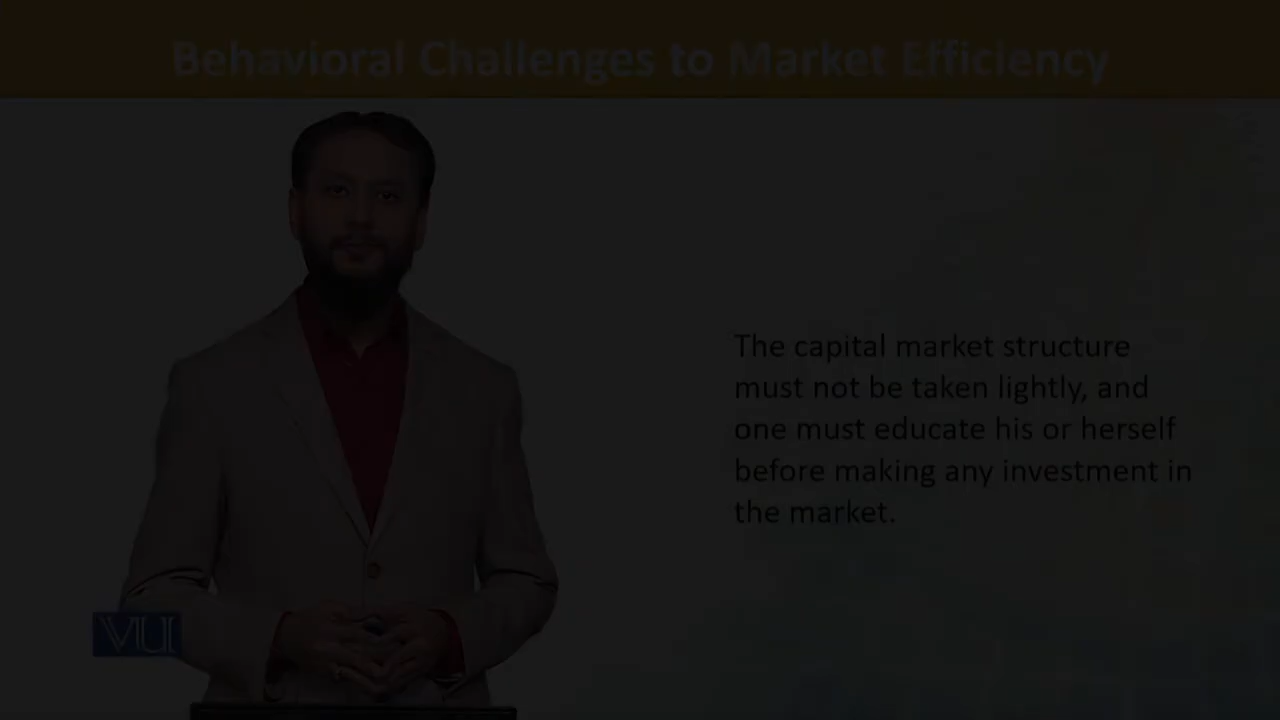 Behavioral Challenges to Market Efficiency
The capital market structure
must not be taken lightly, and
one must educate his or herself
before making any investment in
the market.
VU